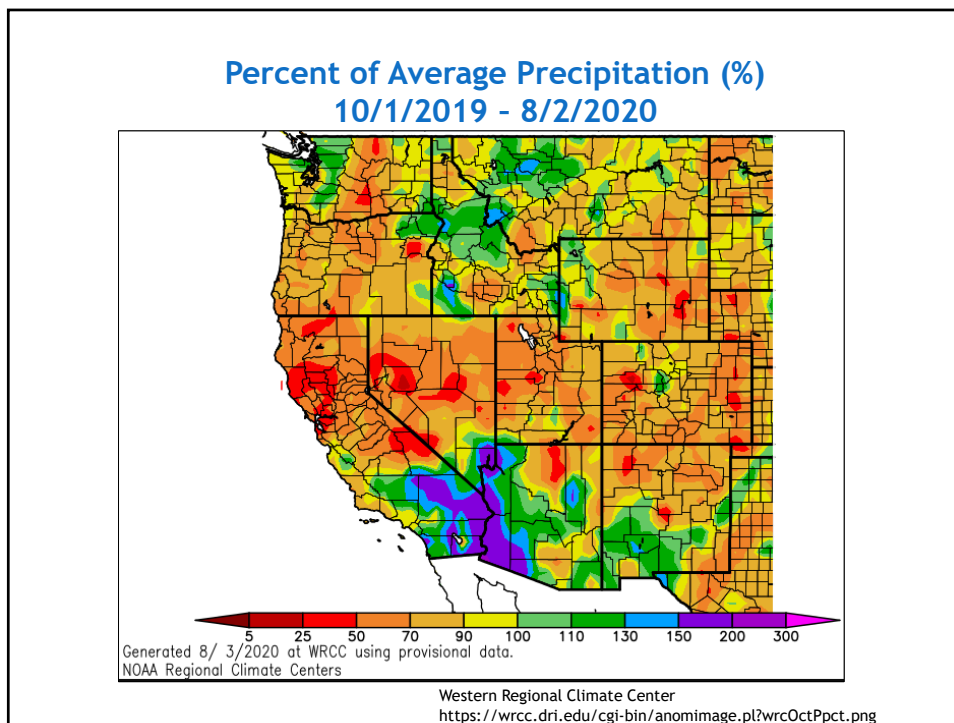 Percent of Average Precipitation (%)
10/1/2019 - 8/2/2020
5 25 50 70 90 100 110 130 150 200 300
Generated 8/ 3/2020 at WRCC using provisional data.
NOAA Regional Climate Centers
Western Regional Climate Center
https://wrcc.dri.edu/cgi-bin/anomimage.pl?wrcOctPpct.png